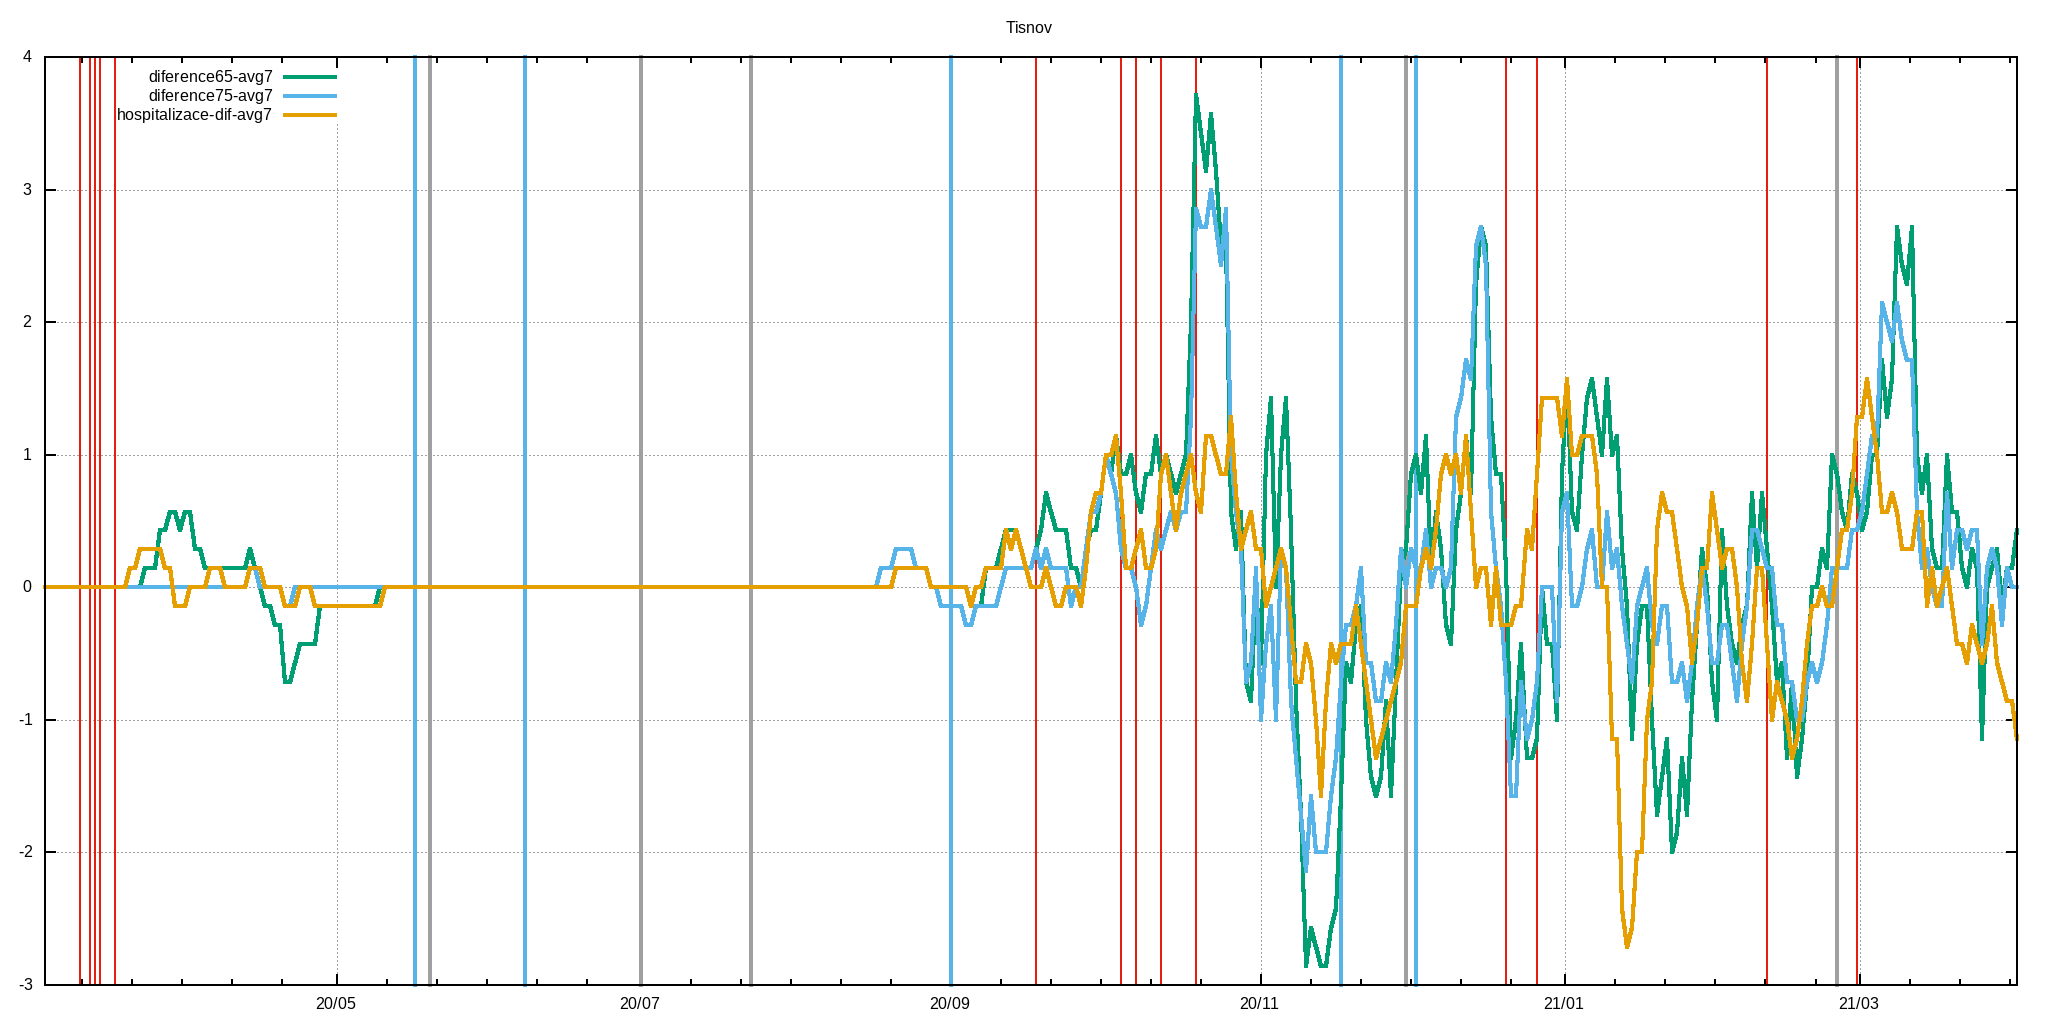 Tisnov
4
diference65-avg7
diference75-avg7
hospitalizace-dif-avg7
3
2
1
0
-1
-2
-3
20/05 20/07 20/09 20/11 21/01 21/03